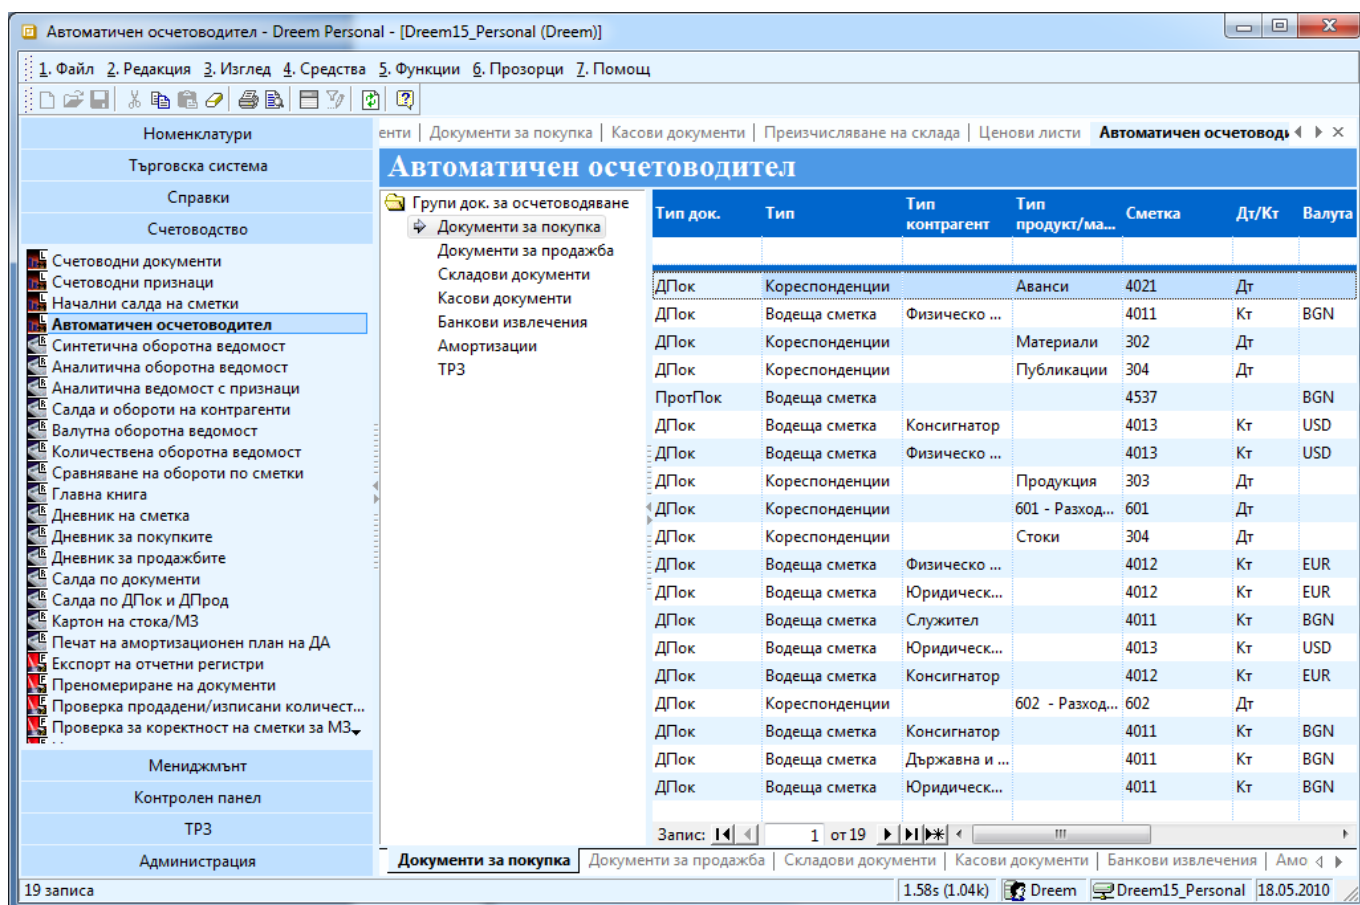 Автоматичен осчетоводител - Dreem Personal - [Dreem15_Personal (Dreem)]
1. Файл 2. Редакция 3. Изглед 4. Средства 5. Функции 6. Прозорци 7. Помощ
Номенклатури
Търговска система
Справки
Счетоводство
Счетоводни документи
Счетоводни признаци
Начални салда на сметки
Автоматичен осчетоводител
Синтетична оборотна ведомост
Аналитична оборотна ведомост
Аналитична ведомост с признаци
Салда и обороти на контрагенти
Валутна оборотна ведомост
Количествена оборотна ведомост
Сравняване на обороти по сметки
Главна книга
Дневник на сметка
Дневник за покупките
Дневник за продажбите
Салда по документи
Салда по ДПок и ДПрод
Картон на стока/МЗ
Печат на амортизационен план на ДА
Експорт на отчетни регистри
Преномериране на документи
Проверка продадени/изписани количест...
Проверка за коректност на сметки за МЗ
Мениджмънт
Контролен панел
ТРЗ
Администрация
енти | Документи за покупка | Касови документи | Преизчисляване на склада | Ценови листи Автоматичен осчетоводи
Автоматичен осчетоводител
Групи док. за осчетоводяване
Документи за покупка
Документи за продажба
Складови документи
Касови документи
Банкови извлечения
Амортизации
ТРЗ
Тип док. Тип Тип контрагент Тип продукт/ма... Сметка Дт/Кт Валута
ДПок Кореспонденции Аванси 4021 Дт
ДПок Водеща сметка Физическо ... 4011 Кт BGN
ДПок Кореспонденции Материали 302 Дт
ДПок Кореспонденции Публикации 304 Дт
ПротПок Водеща сметка 4537 BGN
ДПок Водеща сметка Консигнатор 4013 Кт USD
ДПок Водеща сметка Физическо ... 4013 Кт USD
ДПок Кореспонденции Продукция 303 Дт
ДПок Кореспонденции 601 - Разход... 601 Дт
ДПок Кореспонденции Стоки 304 Дт
ДПок Водеща сметка Физическо ... 4012 Кт EUR
ДПок Водеща сметка Юридическ... 4012 Кт EUR
ДПок Водеща сметка Служител 4011 Кт BGN
ДПок Водеща сметка Юридическ... 4013 Кт USD
ДПок Водеща сметка Консигнатор 4012 Кт EUR
ДПок Кореспонденции 602 - Разход... 602 Дт
ДПок Водеща сметка Консигнатор 4011 Кт BGN
ДПок Водеща сметка Държавна и ... 4011 Кт BGN
ДПок Водеща сметка Юридическ... 4011 Кт BGN
Запис: 1 от 19
Документи за покупка | Документи за продажба | Складови документи | Касови документи | Банкови извлечения | Амо
19 записа 1.58s (1.04k) Dreem Dreem15_Personal 18.05.2010